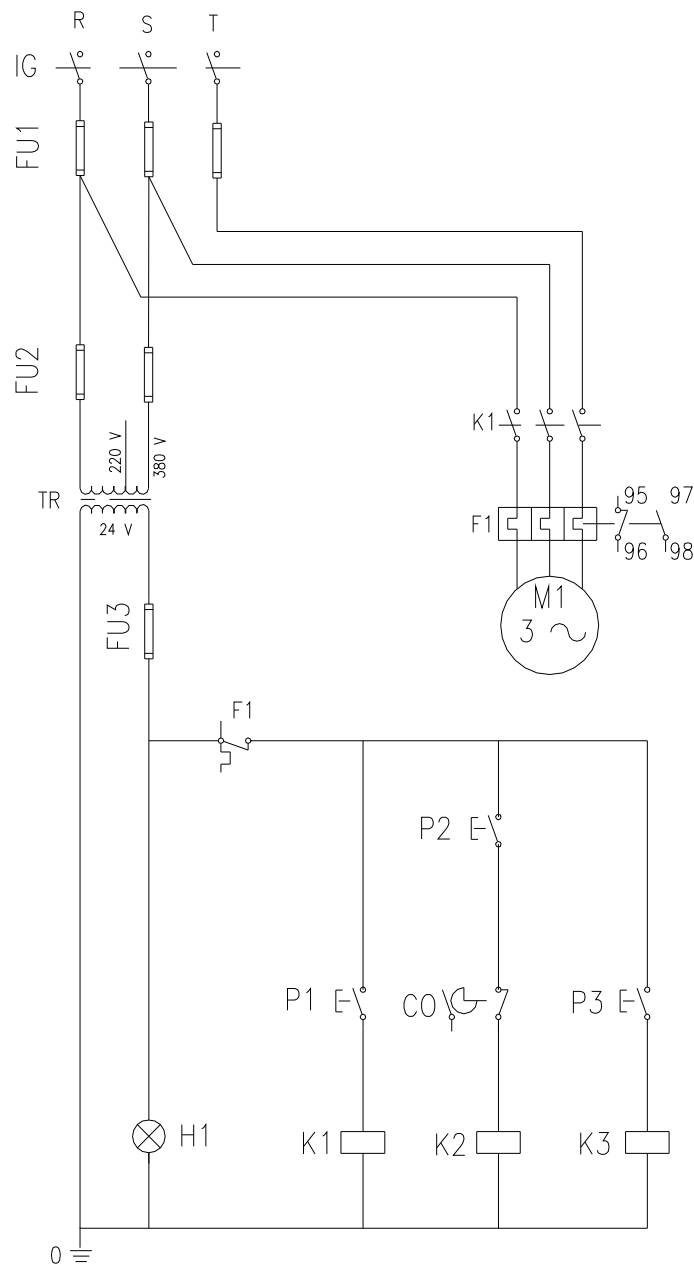 R S T
IG
FU1
FU2
220 V
380 V
K1
TR
24 V
F1
95 97
96 98
M1
3
FU3
F1
P2
P1
CO
P3
H1
K1
K2
K3
0